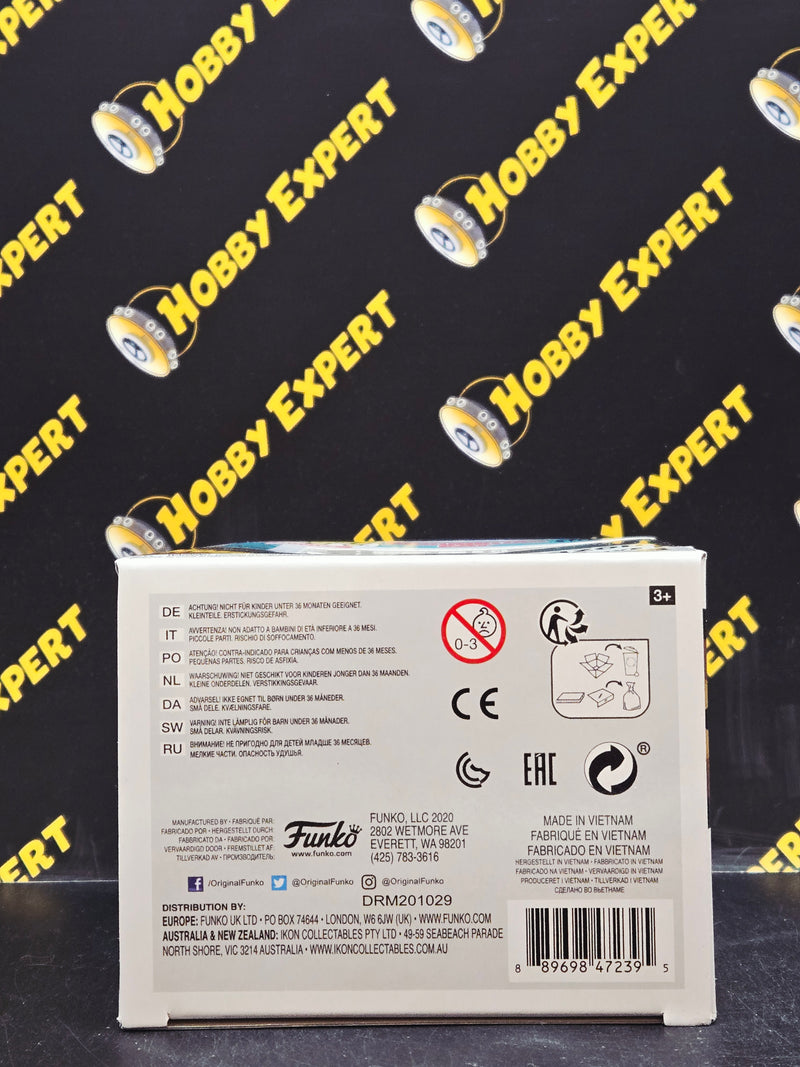 HOBBY EXPERT
HOBBY EXPERT
HOBBY EXPERT
HOBBY EXPERT
HOBBY EXPERT
HOBBY EXPERT
EXPERT
EXPERT
EXPERT
EXPERT
3+
DE ACHTUNG! NICHT FÜR KINDER UNTER 36 MONATEN GEEIGNET.
KLEINTEILE. ERSTICKUNGSGEFAHR.
IT AVVERTENZA! NON ADATTO A BAMBINI DI ETÀ INFERIORE A 36 MESI.
PICCOLE PARTI. RISCHIO DI SOFFOCAMENTO.
PO ATENÇAO! CONTRA-INDICADO PARA CRIANÇAS COM MENOS DE 36 MESES.
PEQUENAS PARTES. RISCO DE ASFIXIA.
NL WAARSCHUWING! NIET GESCHIKT VOOR KINDEREN JONGER DAN 36 MAANDEN.
KLEINE ONDERDELEN. VERSTIKKINGSGEVAAR.
DA ADVARSEL! IKKE EGNET TIL BØRN UNDER 36 MÅNEDER.
SMÅ DELE. KVÆLNINGSFARE.
SW VARNING! INTE LÄMPLIG FÖR BARN UNDER 36 MÅNADER.
SMÅ DELAR. KVÄVNINGSRISK.
RU ВНИМАНИЕ! НЕ ПРИГОДНО ДЛЯ ДЕТЕЙ МЛАДШЕ 36 МЕСЯЦЕВ.
МЕЛКИЕ ЧАСТИ. ОПАСНОСТЬ УДУШЬЯ.
0-3
CE
EAC
®
MANUFACTURED BY • FABRIQUÉ PAR:
FABRICADO POR • HERGESTELLT DURCH:
FABBRICATO DA • FABRICADO POR:
VERVAARDIGD DOOR • FREMSTILLET AF:
TILLVERKAD AV • ПРОИЗВОДИТЕЛЬ:
Funko
www.funko.com
FUNKO, LLC 2020
2802 WETMORE AVE
EVERETT, WA 98201
(425) 783-3616
MADE IN VIETNAM
FABRIQUÉ EN VIETNAM
FABRICADO EN VIETNAM
HERGESTELLT IN VIETNAM • FABBRICATO IN VIETNAM
FABRICADO NA VIETNAM • VERVAARDIGD IN VIETNAM
PRODUCERET I VIETNAM • TILLVERKAD I VIETNAM
СДЕЛАНО ВО ВЬЕТНАМЕ
/OriginalFunko @OriginalFunko @OriginalFunko
DRM201029
DISTRIBUTION BY:
EUROPE: FUNKO UK LTD • PO BOX 74644 • LONDON, W6 6JW (UK) • WWW.FUNKO.COM
AUSTRALIA & NEW ZEALAND: IKON COLLECTABLES PTY LTD • 49-59 SEABEACH PARADE
NORTH SHORE, VIC 3214 AUSTRALIA • WWW.IKONCOLLECTABLES.COM.AU
8 89698 47239 5